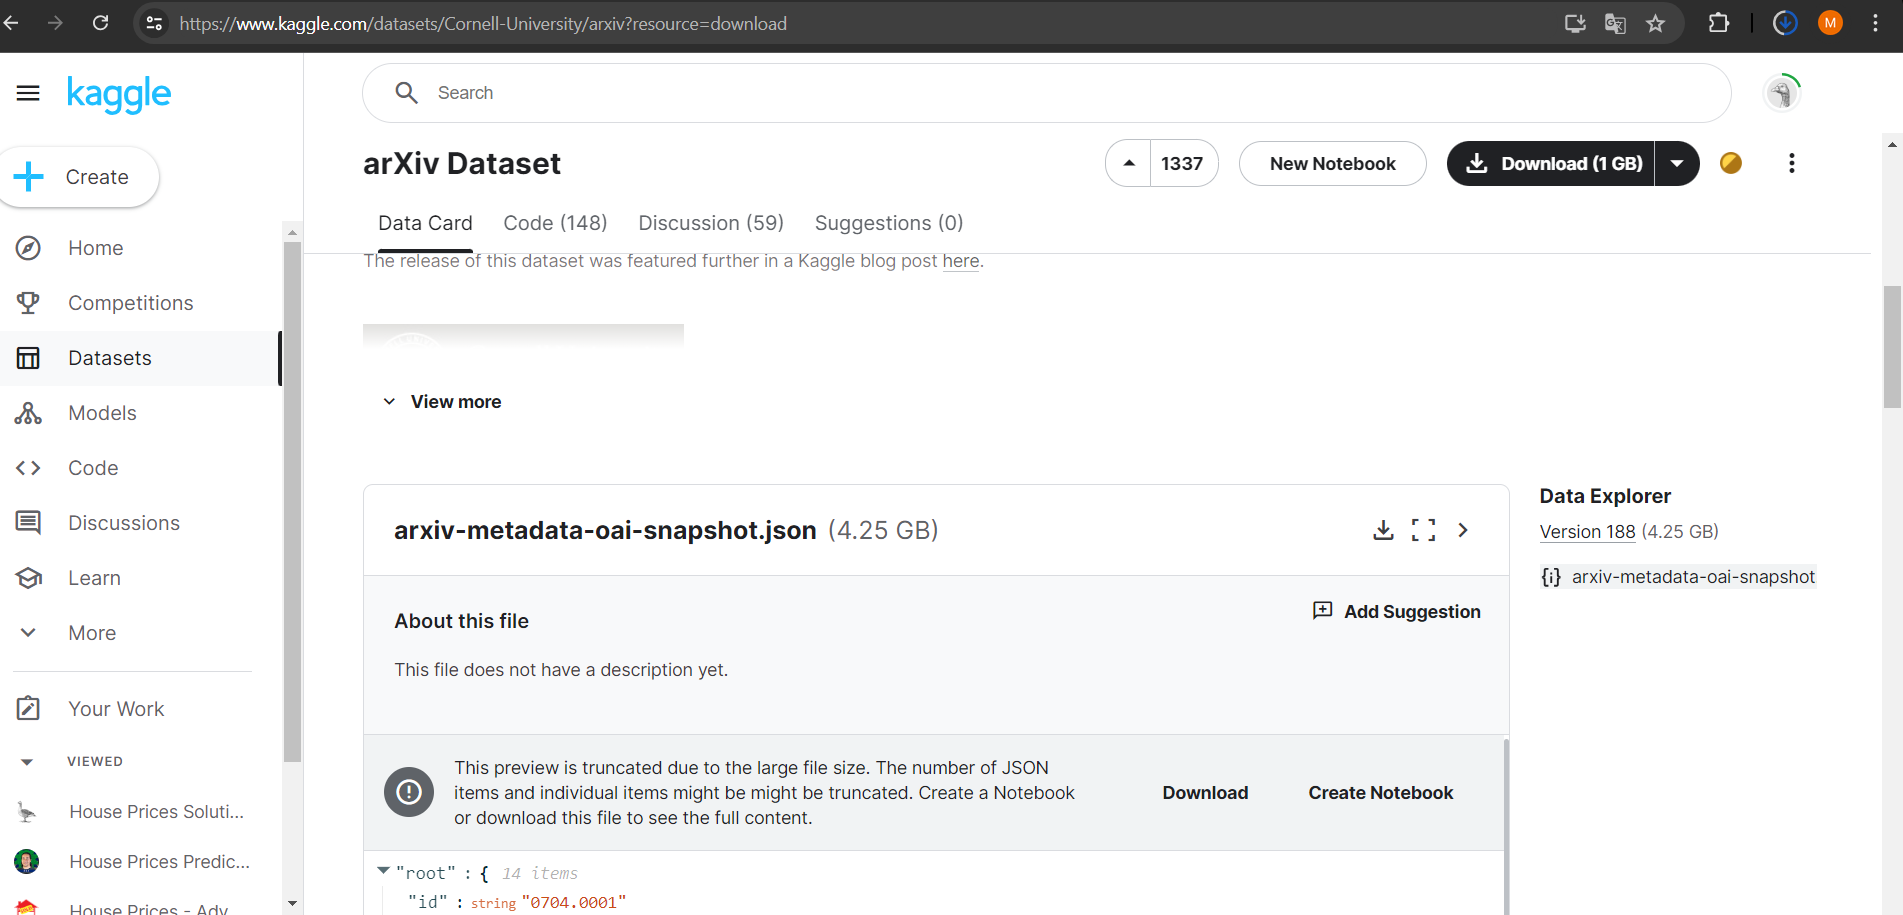 https://www.kaggle.com/datasets/Cornell-University/arxiv?resource=download
M
kaggle
Search
Create
arXiv Dataset
1337
New Notebook
Download (1 GB)
Data Card
Code (148)
Discussion (59)
Suggestions (0)
Home
Competitions
Datasets
Models
Code
Discussions
Learn
More
Your Work
VIEWED
House Prices Soluti...
House Prices Predic...
House Prices - Adv
The release of this dataset was featured further in a Kaggle blog post here.
View more
arxiv-metadata-oai-snapshot.json (4.25 GB)
About this file
Add Suggestion
This file does not have a description yet.
This preview is truncated due to the large file size. The number of JSON
items and individual items might be might be truncated. Create a Notebook
or download this file to see the full content.
Download
Create Notebook
"root" : { 14 items
"id" : string "0704.0001"
Data Explorer
Version 188 (4.25 GB)
{i} arxiv-metadata-oai-snapshot